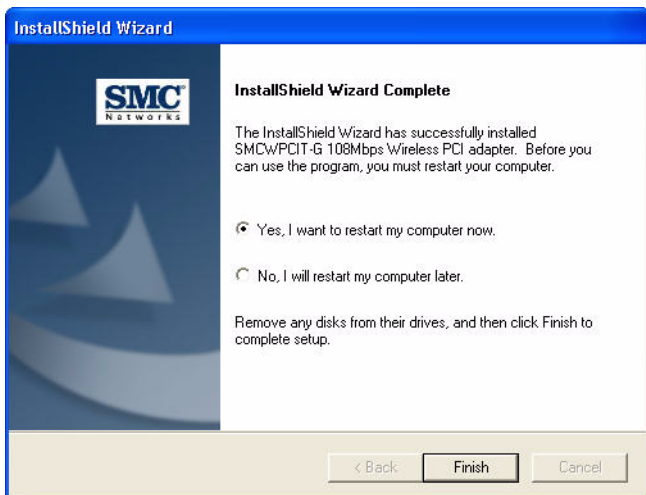 InstallShield Wizard
SMC®
Networks
InstallShield Wizard Complete
The InstallShield Wizard has successfully installed
SMCWPCIT-G 108Mbps Wireless PCI adapter. Before you
can use the program, you must restart your computer.
Yes, I want to restart my computer now.
No, I will restart my computer later.
Remove any disks from their drives, and then click Finish to
complete setup.
< Back
Finish
Cancel